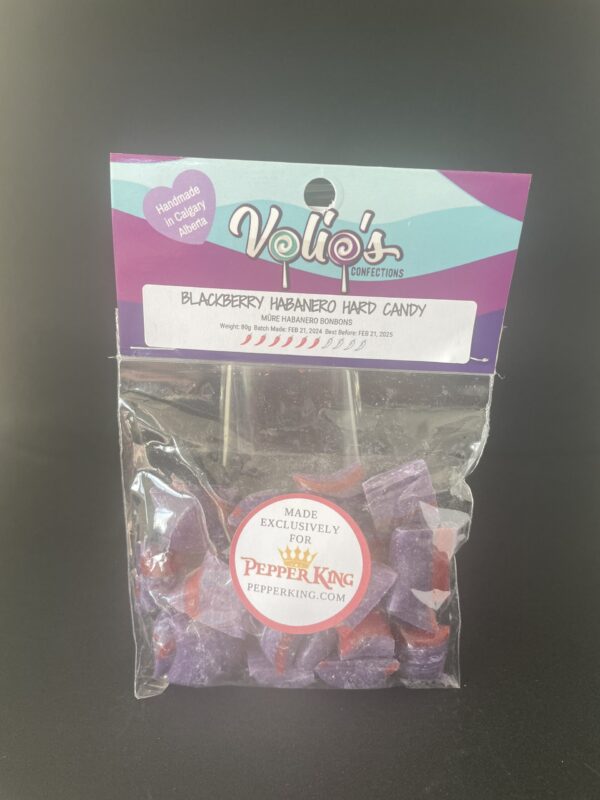 Handmade
in Calgary
Alberta
Volio's
CONFECTIONS
BLACKBERRY HABANERO HARD CANDY
MÛRE HABANERO BONBONS
Weight: 80g Batch Made: FEB 21, 2024 Best Before: FEB 21, 2025
MADE
EXCLUSIVELY
FOR
PEPPER KING
PEPPERKING.COM